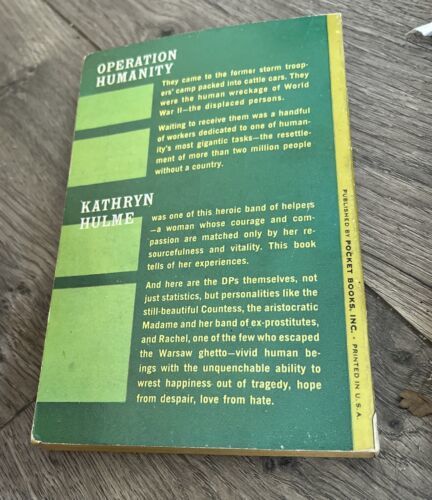 OPERATION
HUMANITY
They came to the former storm troop-
ers' camp packed into cattle cars. They
were the human wreckage of World
War II—the displaced persons.
Waiting to receive them was a handful
of workers dedicated to one of human-
ity's most gigantic tasks—the resettle-
ment of more than two million people
without a country.
KATHRYN
HULME
was one of this heroic band of helpers
—a woman whose courage and com-
passion are matched only by her re-
sourcefulness and vitality. This book
tells of her experiences.
And here are the DPs themselves, not
just statistics, but personalities like the
still-beautiful Countess, the aristocratic
Madame and her band of ex-prostitutes,
and Rachel, one of the few who escaped
the Warsaw ghetto—vivid human be-
ings with the unquenchable ability to
wrest happiness out of tragedy, hope
from despair, love from hate.
PUBLISHED BY POCKET BOOKS, INC. • PRINTED IN U.S.A.